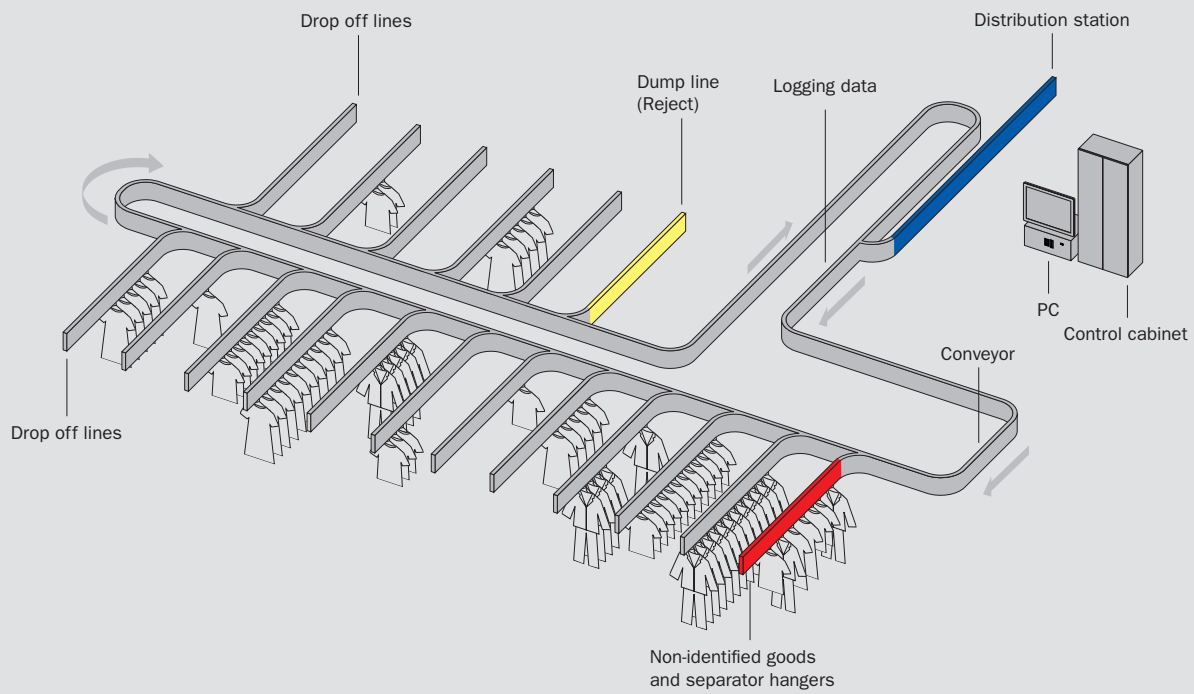 Drop off lines
Distribution station
Dump line
(Reject)
Logging data
PC
Control cabinet
Conveyor
Drop off lines
Non-identified goods
and separator hangers